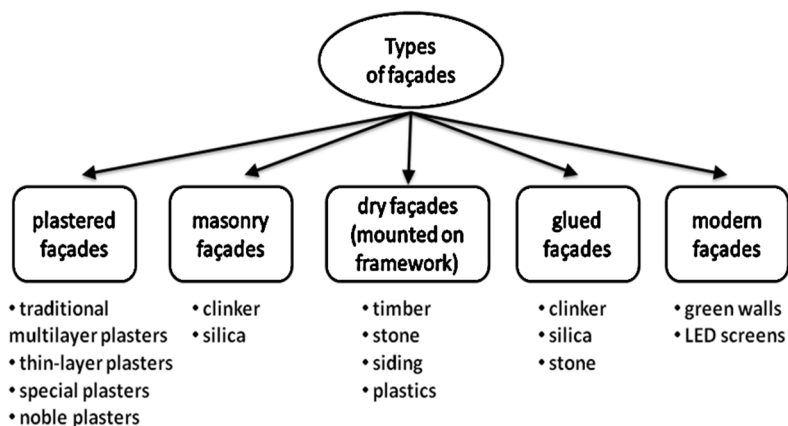 Types
of façades
plastered
façades
masonry
façades
dry façades
(mounted on
framework)
glued
façades
modern
façades
• traditional
multilayer plasters
• thin-layer plasters
• special plasters
• noble plasters
• clinker
• silica
• timber
• stone
• siding
• plastics
• clinker
• silica
• stone
• green walls
• LED screens